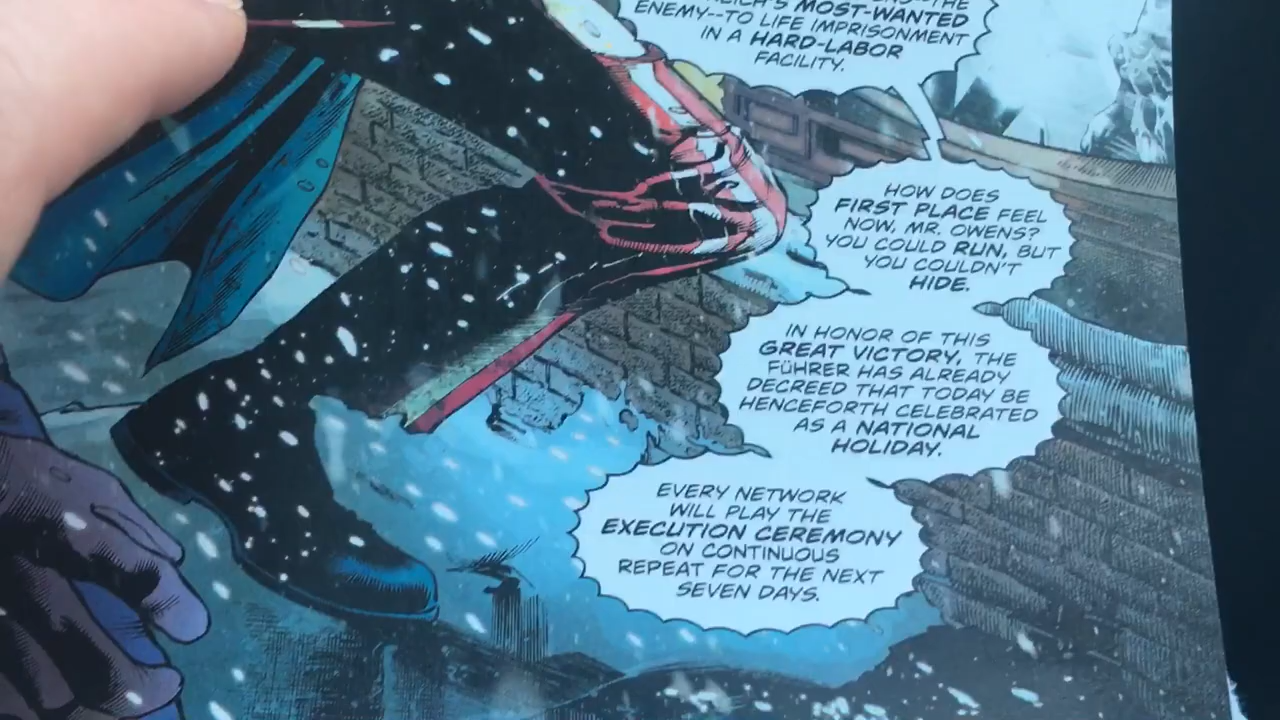 ENEMY--TO LIFE IMPRISONMENT
MOST-WANTED
IN A HARD-LABOR
FACILITY.
HOW DOES
FIRST PLACE FEEL
NOW, MR. OWENS?
YOU COULD RUN, BUT
YOU COULDN'T
HIDE.
IN HONOR OF THIS
GREAT VICTORY, THE
FÜHRER HAS ALREADY
DECREED THAT TODAY BE
HENCEFORTH CELEBRATED
AS A NATIONAL
HOLIDAY.
EVERY NETWORK
WILL PLAY THE
EXECUTION CEREMONY
ON CONTINUOUS
REPEAT FOR THE NEXT
SEVEN DAYS.